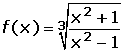 f(x) = ∛((x² + 1)/(x² − 1))